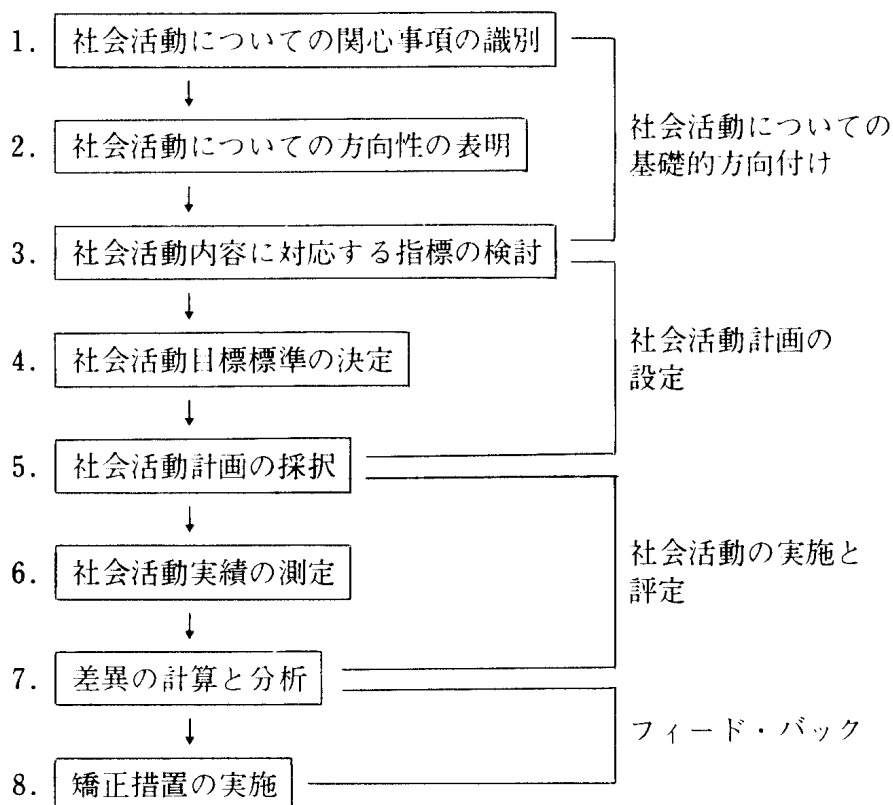 1. 社会活動についての関心事項の識別
2. 社会活動についての方向性の表明
社会活動についての
基礎的方向付け
3. 社会活動内容に対応する指標の検討
4. 社会活動目標標準の決定
社会活動計画の
設定
5. 社会活動計画の採択
6. 社会活動実績の測定
社会活動の実施と
評定
7. 差異の計算と分析
フィード・バック
8. 矯正措置の実施